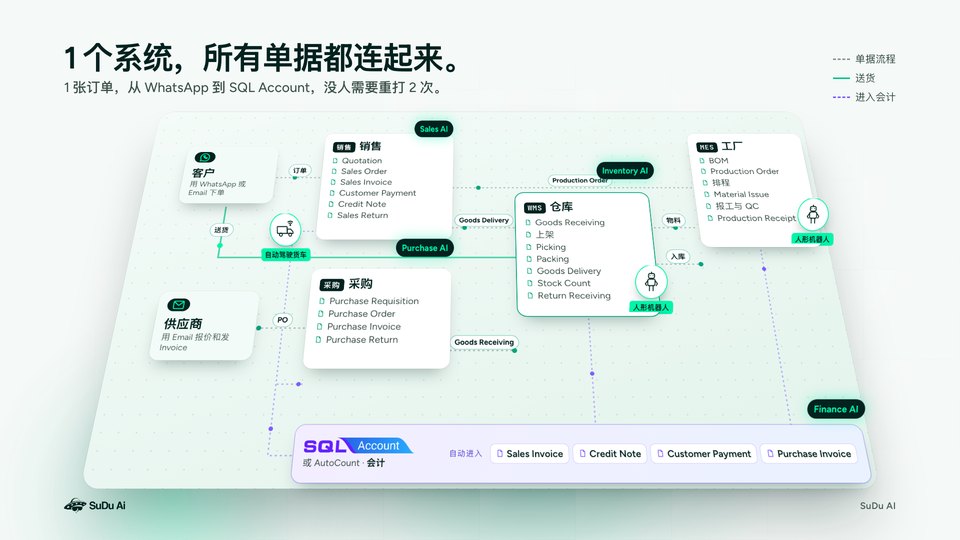 1 个系统，所有单据都连起来。
1 张订单，从 WhatsApp 到 SQL Account，没人需要重打 2 次。
单据流程
送货
进入会计
Sales AI
客户
用 WhatsApp 或
Email 下单
订单
销售 销售
Quotation
Sales Order
Sales Invoice
Customer Payment
Credit Note
Sales Return
Production Order
Inventory AI
MES 工厂
BOM
Production Order
排程
Material Issue
报工与 QC
Production Receipt
人形机器人
送货
自动驾驶货车
Goods Delivery
WMS 仓库
Goods Receiving
上架
Picking
Packing
Goods Delivery
Stock Count
Return Receiving
人形机器人
物料
入库
Purchase AI
采购 采购
Purchase Requisition
Purchase Order
Purchase Invoice
Purchase Return
供应商
用 Email 报价和发
Invoice
PO
Goods Receiving
Finance AI
SQL Account
或 AutoCount · 会计
自动进入
Sales Invoice
Credit Note
Customer Payment
Purchase Invoice
SuDu Ai
SuDu AI